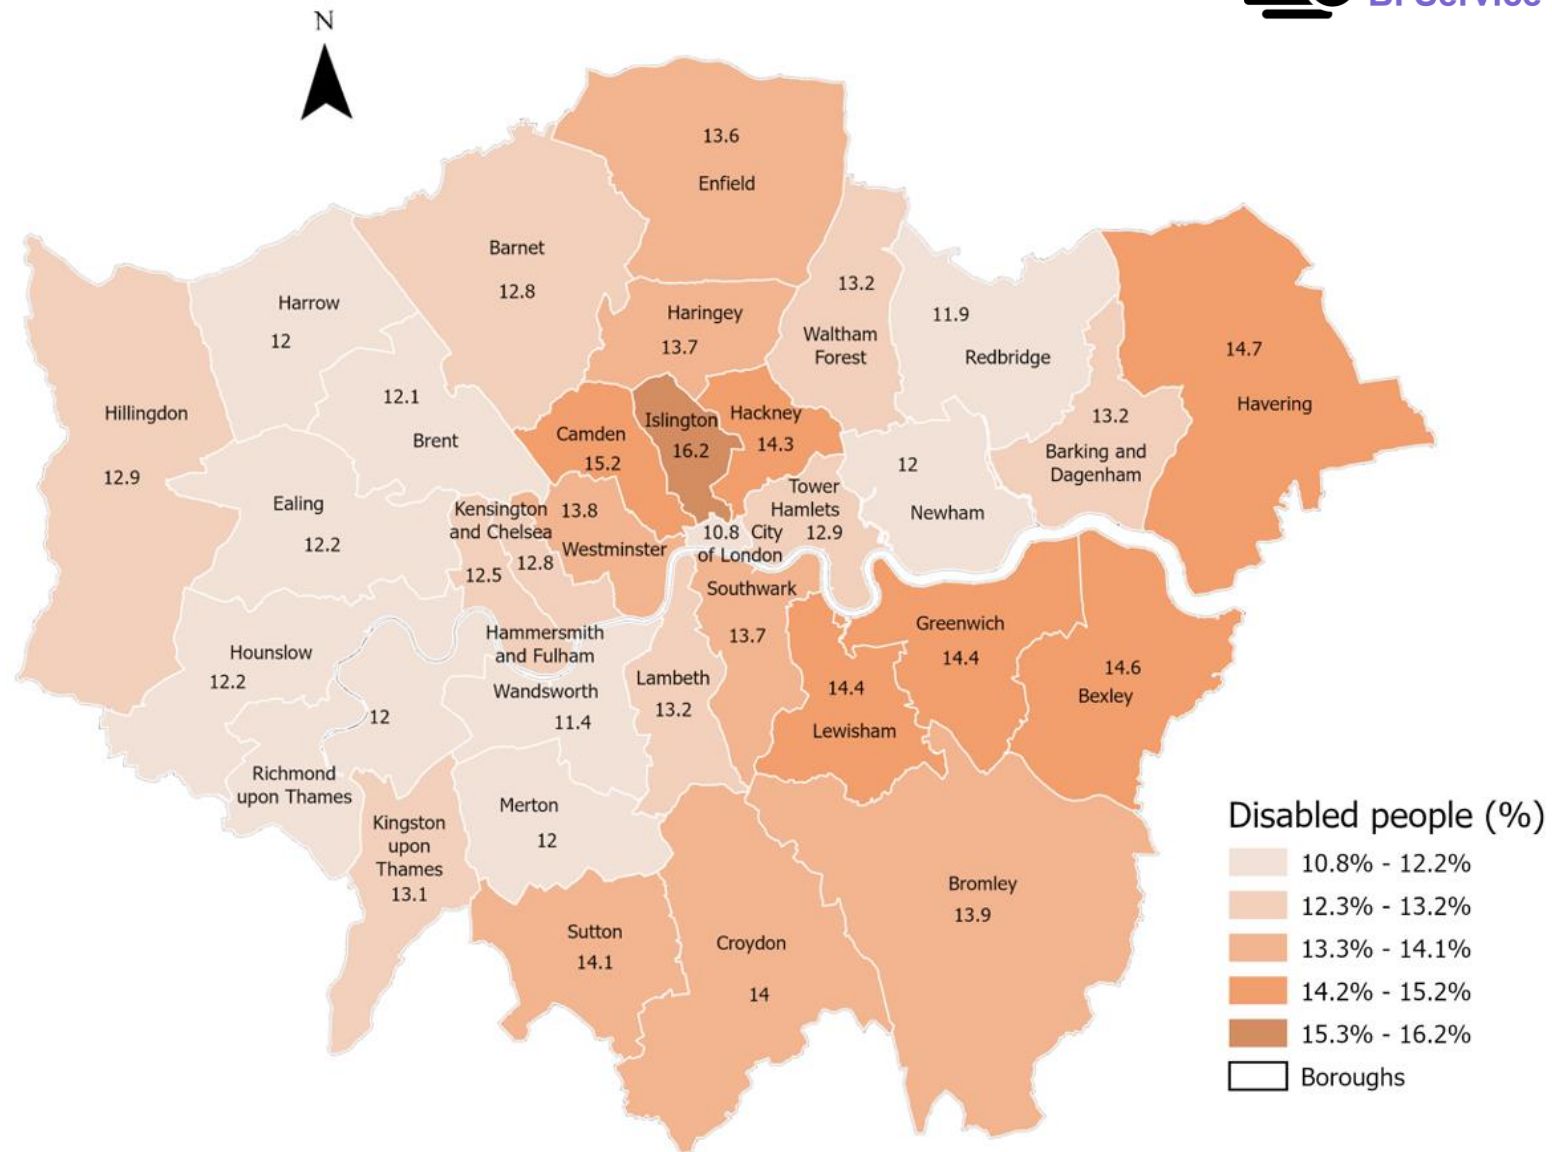 N
13.6
Enfield
Barnet
12.8
Harrow
12
Haringey
13.7
13.2
Waltham
Forest
11.9
Redbridge
14.7
Havering
Hillingdon
12.9
12.1
Brent
Camden
15.2
Islington
16.2
Hackney
14.3
13.2
Barking and
Dagenham
Ealing
12.2
Kensington
and Chelsea
12.5
12.8
13.8
Westminster
10.8 City
of London
Tower
Hamlets
12.9
12
Newham
Hounslow
12.2
Hammersmith
and Fulham
Southwark
13.7
Greenwich
14.4
14.6
Bexley
12
Richmond
upon Thames
Wandsworth
11.4
Lambeth
13.2
14.4
Lewisham
Kingston
upon
Thames
13.1
Merton
12
Sutton
14.1
Croydon
14
Bromley
13.9
Disabled people (%)
10.8% - 12.2%
12.3% - 13.2%
13.3% - 14.1%
14.2% - 15.2%
15.3% - 16.2%
Boroughs